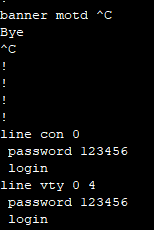 banner motd ^C
Bye
^C
!
!
!
!
line con 0
 password 123456
 login
line vty 0 4
 password 123456
 login